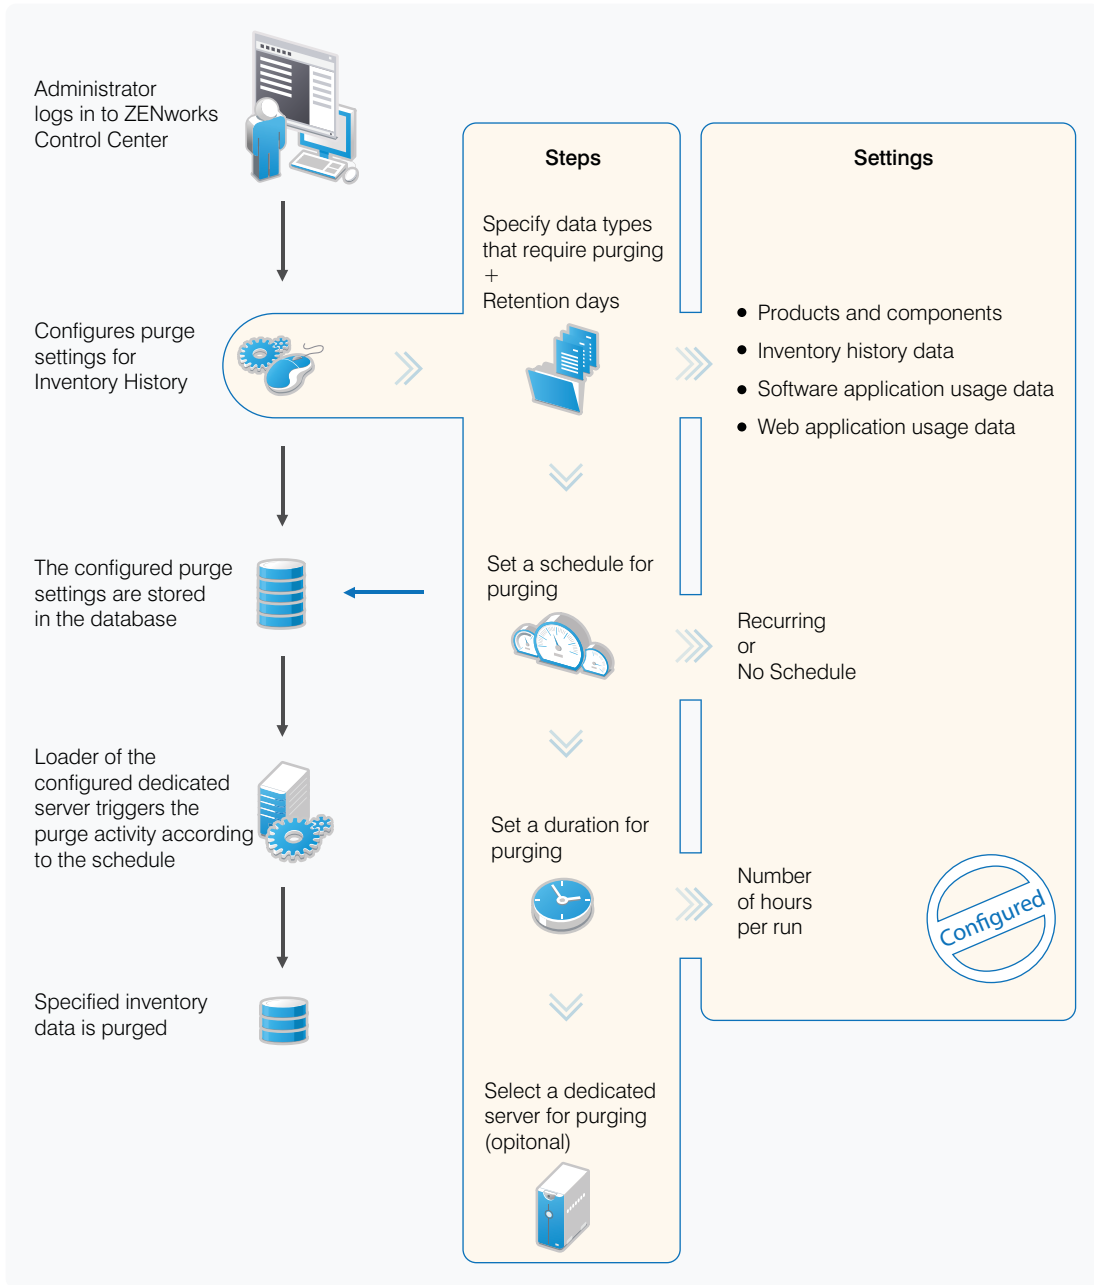 Administrator
logs in to ZENworks
Control Center
Configures purge
settings for
Inventory History
The configured purge
settings are stored
in the database
Loader of the
configured dedicated
server triggers the
purge activity according
to the schedule
Specified inventory
data is purged
Steps
Specify data types
that require purging
+
Retention days
Set a schedule for
purging
Set a duration for
purging
Select a dedicated
server for purging
(opitonal)
Settings
• Products and components
• Inventory history data
• Software application usage data
• Web application usage data
Recurring
or
No Schedule
Number
of hours
per run
Configured